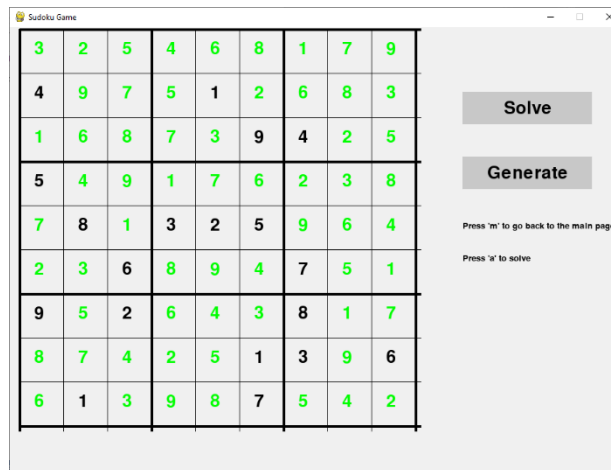 Sudoku Game
3 2 5 4 6 8 1 7 9
4 9 7 5 1 2 6 8 3
1 6 8 7 3 9 4 2 5
5 4 9 1 7 6 2 3 8
7 8 1 3 2 5 9 6 4
2 3 6 8 9 4 7 5 1
9 5 2 6 4 3 8 1 7
8 7 4 2 5 1 3 9 6
6 1 3 9 8 7 5 4 2
Solve
Generate
Press 'm' to go back to the main page
Press 'a' to solve